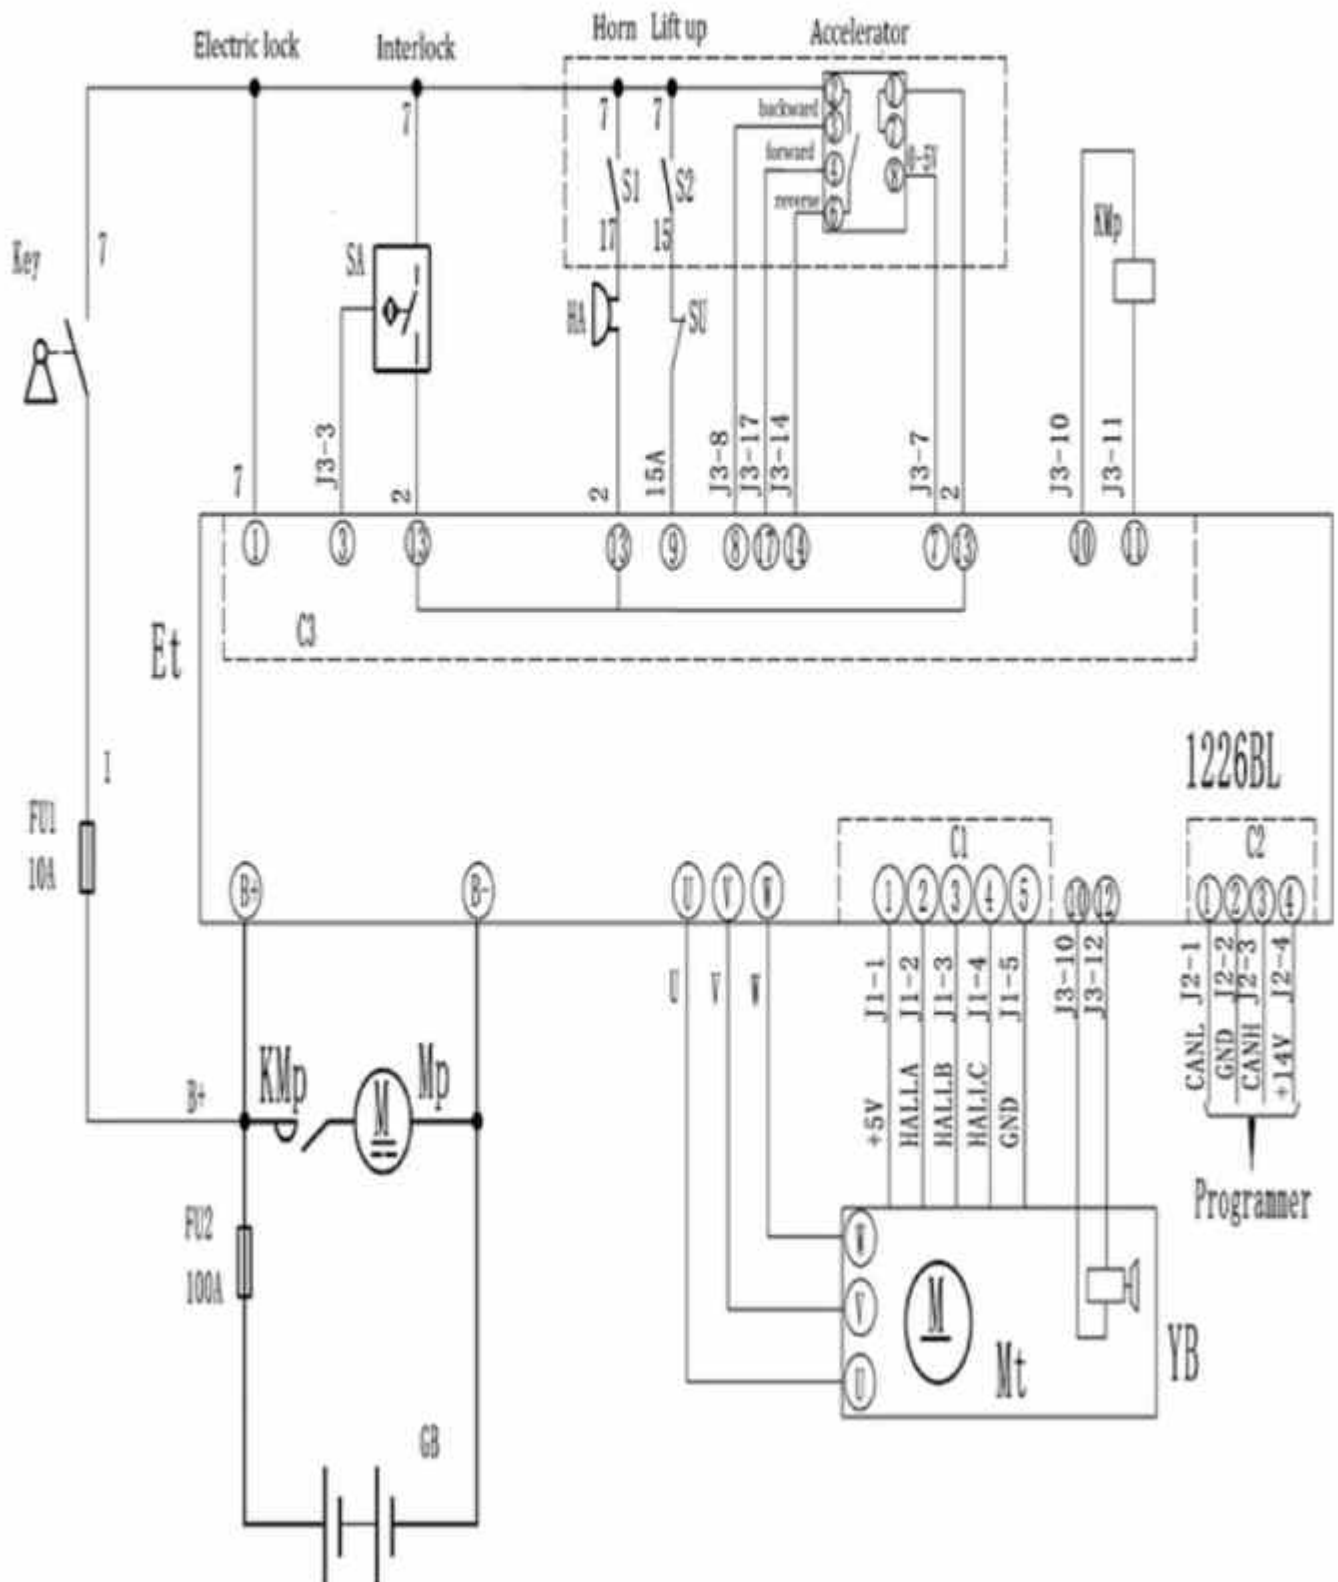 Horn Lift up
Accelerator
Electric lock
Interlock
7
7
7
backward
3
forward
4
8
reverse
6
S1
S2
17
15
KMp
Key
7
SA
HA
SU
J3-3
7
2
2
15A
J3-8
J3-17
J3-14
J3-7
2
J3-10
J3-11
1
3
13
13
9
8
17
14
7
13
10
11
C3
Et
1226BL
1
FU1
10A
C1
C2
B+
B-
U
V
W
1
2
3
4
5
10
12
1
2
3
4
U
V
W
J1-1
J1-2
J1-3
J1-4
J1-5
J3-10
J3-12
J2-1
J2-2
J2-3
J2-4
+5V
HALLA
HALLB
HALLC
GND
CANL
GND
CANH
+14V
B+
KMp
Mp
M
Programmer
FU2
100A
V
U
M
Mt
YB
GB